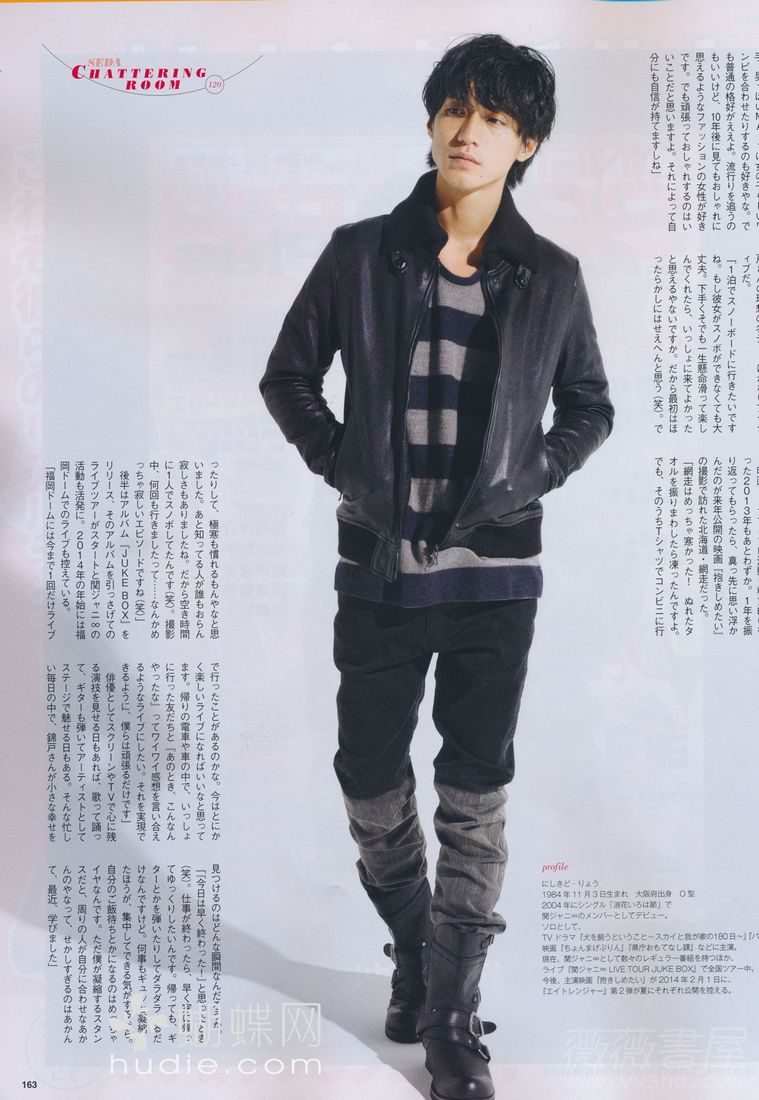 SEDA
CHATTERING
ROOM
120
ンピを合わせたりするのも好きやな。で
も普通の格好がええよ。流行りを追うの
もいいけど、10年後に見てもおしゃれに
思えるようなファッションの女性が好き
です。でも頑張っておしゃれするのはい
いことだと思いますよ。それによって自
分にも自信が持てますしね」
ィブだ。
「1泊でスノーボードに行きたいです
ね。もし彼女がスノボができなくても大
丈夫。下手くそでも一生懸命滑って楽し
んでくれたら、いっしょに来てよかった
と思えるやないですか。だから最初はほ
ったらかしにはせえへんと思う(笑)。で
った2013年もあとわずか。1年を振
り返ってもらったら、真っ先に思い浮か
んだのが来年公開の映画『抱きしめたい』
の撮影で訪れた北海道・網走だった。
「網走はめっちゃ寒かった！ ぬれたタ
オルを振りまわしたら凍ったんですよ。
でも、そのうちTシャツでコンビニに行
ったりして、極寒も慣れるもんやなと思
いました。あと知ってる人が誰もおらん
寂しさもありましたね。だから空き時間
に1人でスノボしてたんです(笑)。撮影
中、何回も行きましたって……なんかめ
っちゃ寂しいエピソードですね(笑)」
後半はアルバム『JUKE BOX』を
リリース、そのアルバムを引っさげての
ライブツアーがスタートと関ジャニ∞の
活動も活発に。2014年の年始には福
岡ドームでのライブも控えている。
「福岡ドームには今まで1回だけライブ
で行ったことがあるのかな。今はとにか
く楽しいライブになればいいなと思って
ます。帰りの電車や車の中で、いっしょ
に行った友だちと『あのとき、こんなん
やったな』ってワイワイ感想を言い合え
るようなライブにしたい。それを実現で
きるように、僕らは頑張るだけです」
俳優としてスクリーンやTVで心に残
る演技を見せる日もあれば、歌って踊っ
て、ギターも弾いてアーティストとして
ステージで魅せる日もある。そんな忙し
い毎日の中で、錦戸さんが小さな幸せを
見つけるのはどんな瞬間なんだろうか。
「『今日は早く終わったー！』と思ったとき
(笑)。仕事が終わったら、早く家に帰っ
てゆっくりしたいんです。帰っても、ギ
ターとかを弾いたりしてダラダラするだ
けなんですけど。何事もギュッと凝縮し
たほうが、集中してできる気がするし。
自分のご飯待ちとかになるのはめっちゃ
イヤなんです。ただ僕が凝縮するスタン
スだと、周りの人が自分に合わせなあか
んのやなって、せかしすぎるのはあかん
て、最近、学びました」
profile
にしきど・りょう
1984年11月3日生まれ 大阪府出身 O型
2004年にシングル「浪花いろは節」で
関ジャニ∞のメンバーとしてデビュー。
ソロとして、
TVドラマ『犬を飼うということ～スカイと我が家の180日～』『パ
映画『ちょんまげぷりん』『県庁おもてなし課』などに主演。
現在、関ジャニ∞として数々のレギュラー番組を持つほか、
ライブ「関ジャニ∞ LIVE TOUR JUKE BOX」で全国ツアー中。
今後、主演映画『抱きしめたい』が2014年2月1日に、
『エイトレンジャー』第2弾が夏にそれぞれ公開を控える。
蝴蝶网
hudie.com
薇薇書屋
www.vvshu.com
163